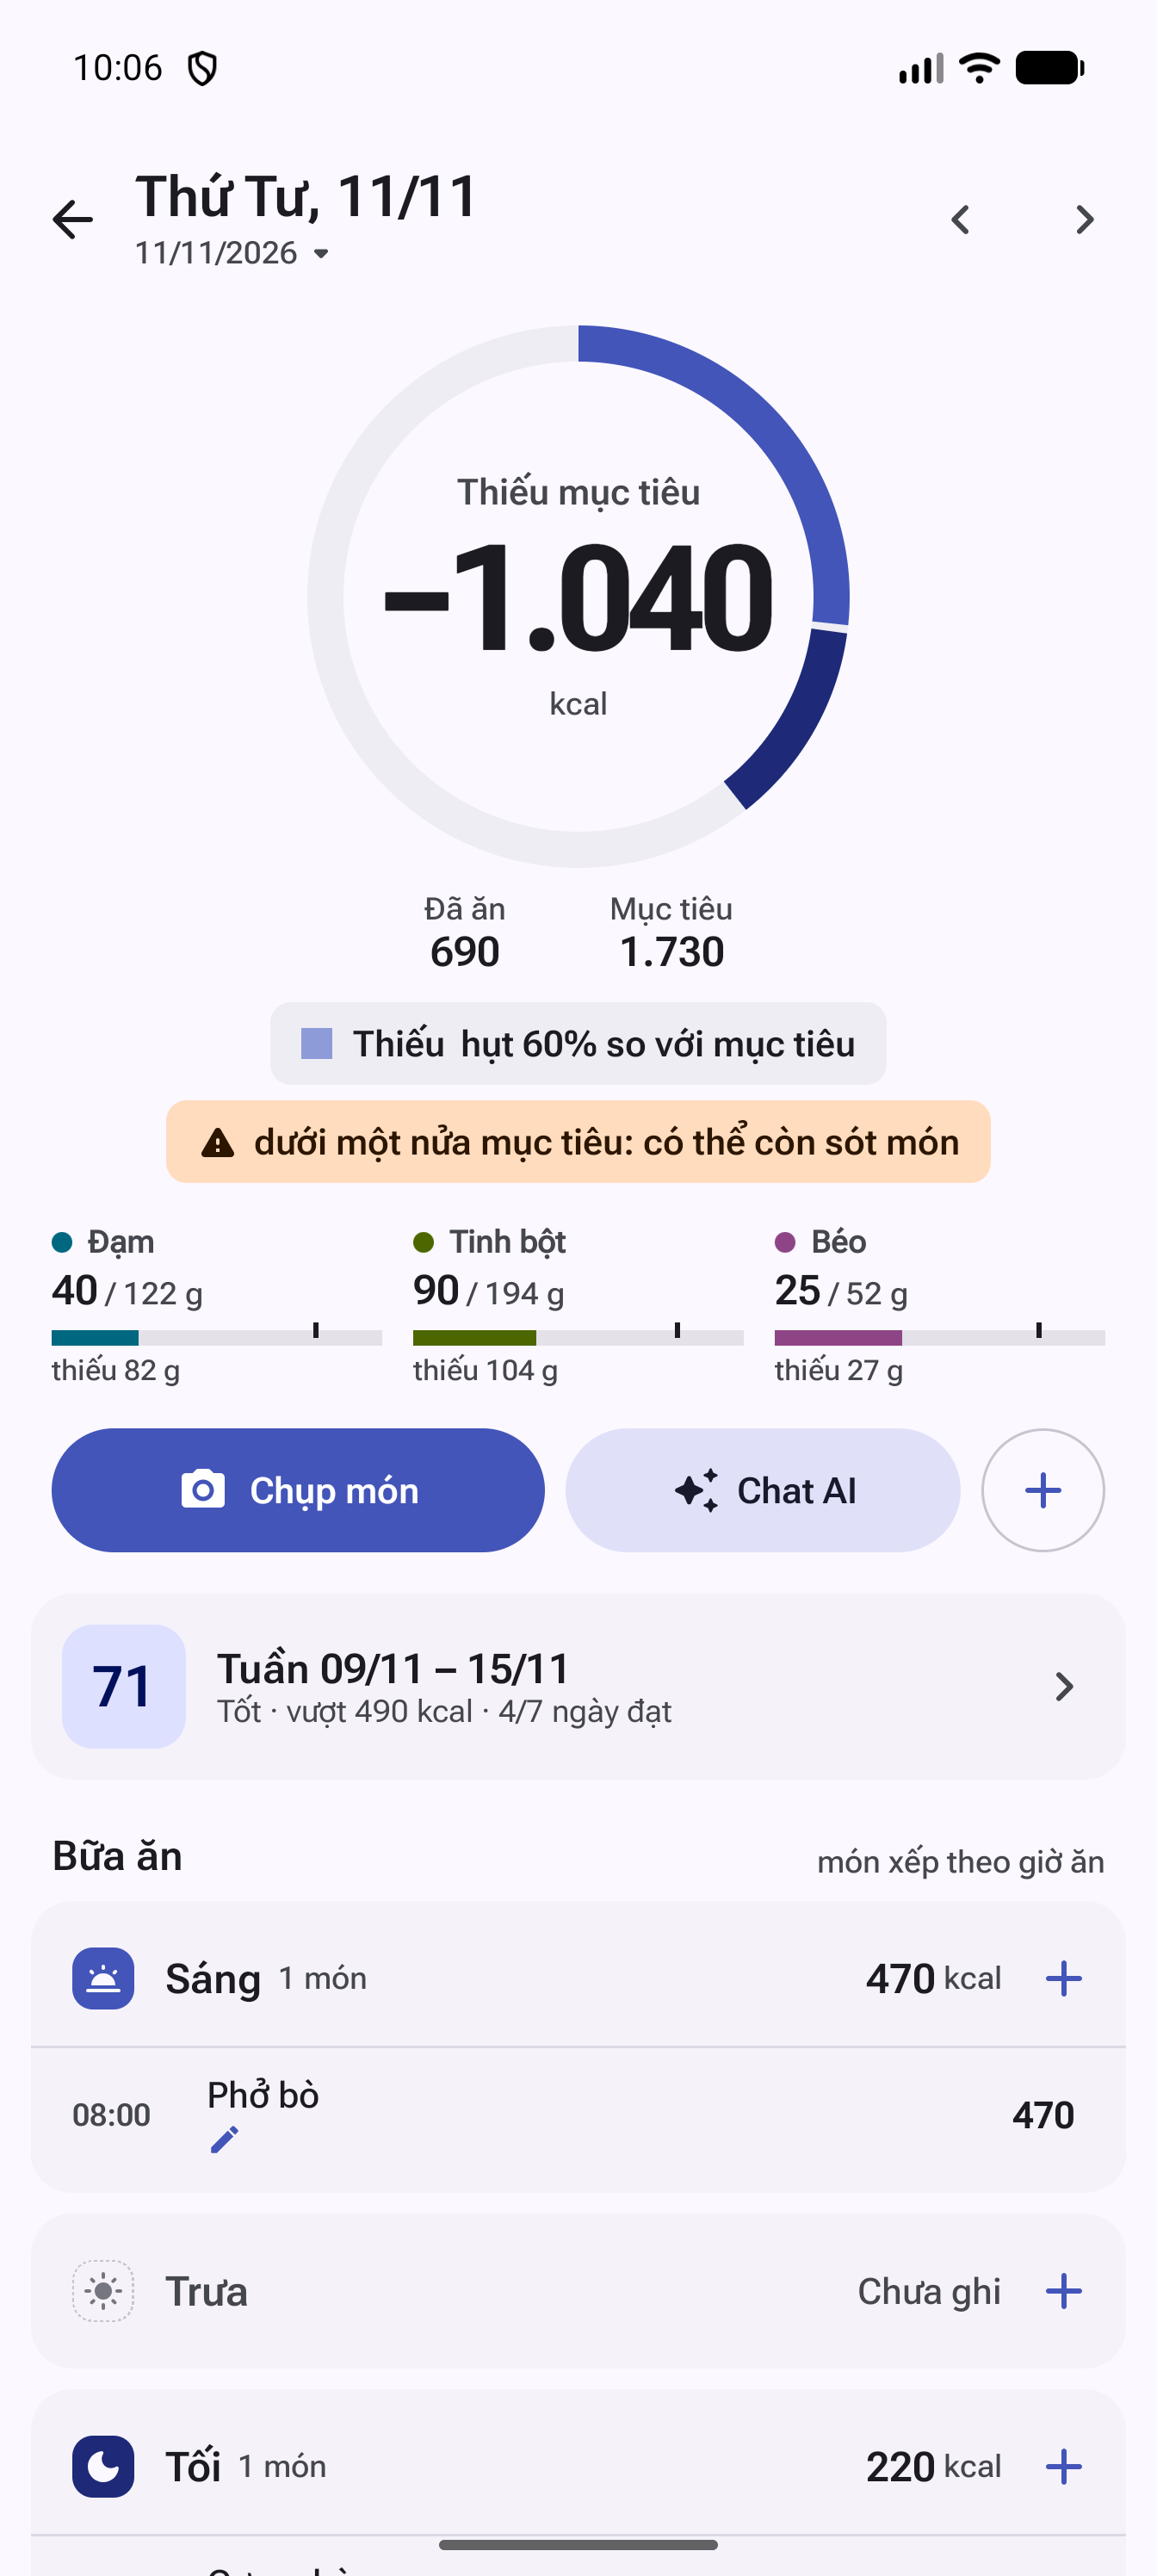 10:06
Thứ Tư, 11/11
11/11/2026
Thiếu mục tiêu
−1.040
kcal
Đã ăn Mục tiêu
690 1.730
Thiếu hụt 60% so với mục tiêu
dưới một nửa mục tiêu: có thể còn sót món
Đạm Tinh bột Béo
40 / 122 g 90 / 194 g 25 / 52 g
thiếu 82 g thiếu 104 g thiếu 27 g
Chụp món Chat AI
71 Tuần 09/11 – 15/11
Tốt · vượt 490 kcal · 4/7 ngày đạt
Bữa ăn món xếp theo giờ ăn
Sáng 1 món 470 kcal
08:00 Phở bò 470
Trưa Chưa ghi
Tối 1 món 220 kcal